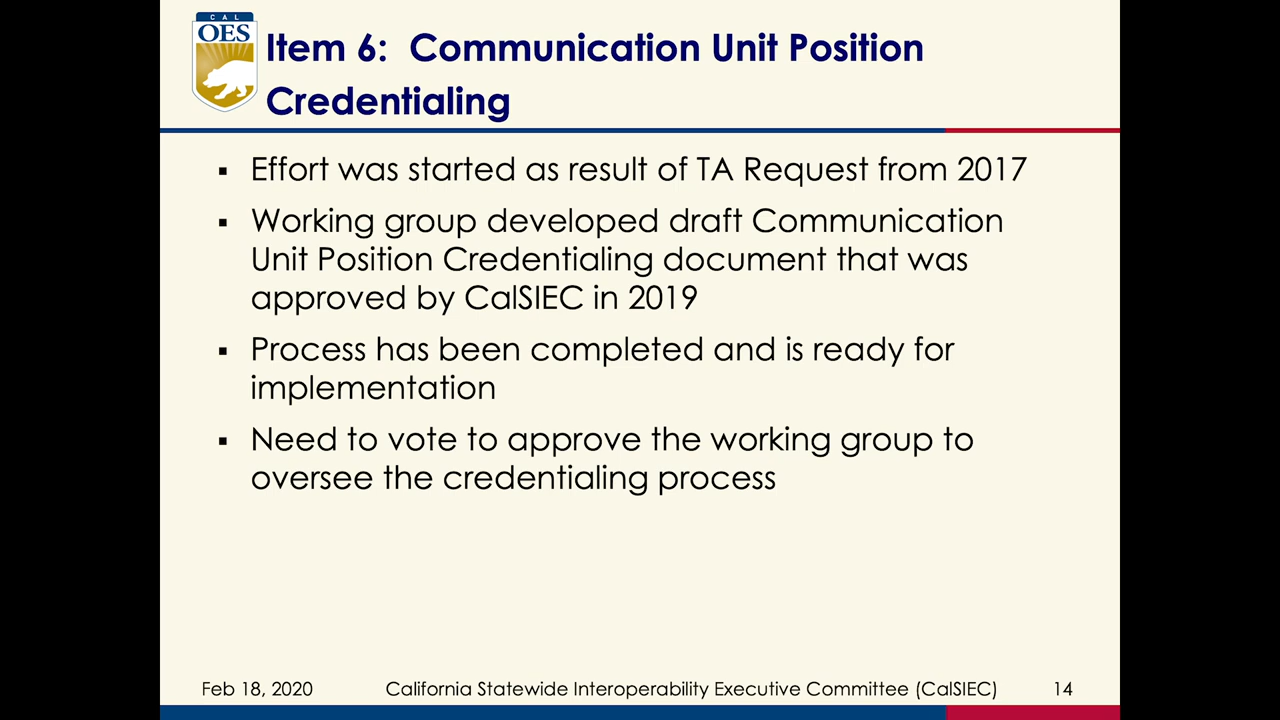 CAL
OES
Item 6:  Communication Unit Position
Credentialing
▪ Effort was started as result of TA Request from 2017
▪ Working group developed draft Communication
Unit Position Credentialing document that was
approved by CalSIEC in 2019
▪ Process has been completed and is ready for
implementation
▪ Need to vote to approve the working group to
oversee the credentialing process
Feb 18, 2020 California Statewide Interoperability Executive Committee (CalSIEC) 14